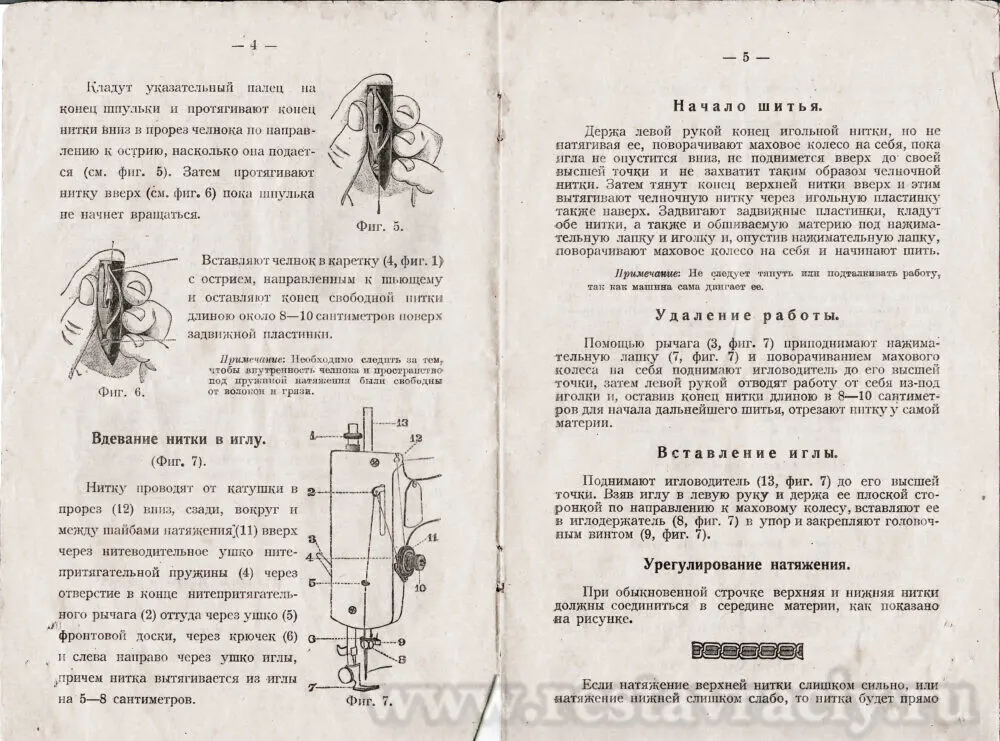 — 4 —
Кладут указательный палец на
конец шпульки и протягивают конец
нитки вниз в прорез челнока по направ-
лению к острию, насколько она подает-
ся (см. фиг. 5). Затем протягивают
нитку вверх (см. фиг. 6) пока шпулька
не начнет вращаться.
Фиг. 5.
Вставляют челнок в каретку (4, фиг. 1)
с острием, направленным к шьющему
и оставляют конец свободной нитки
длиною около 8—10 сантиметров поверх
задвижной пластинки.
Примечание: Необходимо следить за тем,
чтобы внутренность челнока и пространство
под пружиной натяжения были свободны
от волокон и грязи.
Фиг. 6.
Вдевание нитки в иглу.
(Фиг. 7).
Нитку проводят от катушки в
прорез (12) вниз, сзади, вокруг и
между шайбами натяжения (11) вверх
через нитеводительное ушко ните-
притягательной пружины (4) через
отверстие в конце нитепритягатель-
ного рычага (2) оттуда через ушко (5)
фронтовой доски, через крючек (6)
и слева направо через ушко иглы,
причем нитка вытягивается из иглы
на 5—8 сантиметров.
1
13
12
2
3
4
11
5
10
6
9
8
7
Фиг. 7.
— 5 —
Начало шитья.
Держа левой рукой конец игольной нитки, но не
натягивая ее, поворачивают маховое колесо на себя, пока
игла не опустится вниз, не поднимется вверх до своей
высшей точки и не захватит таким образом челночной
нитки. Затем тянут конец верхней нитки вверх и этим
вытягивают челночную нитку через игольную пластинку
также наверх. Задвигают задвижные пластинки, кладут
обе нитки, а также и обшиваемую материю под нажима-
тельную лапку и иголку и, опустив нажимательную лапку,
поворачивают маховое колесо на себя и начинают шить.
Примечание: Не следует тянуть или подталкивать работу,
так как машина сама двигает ее.
Удаление работы.
Помощью рычага (3, фиг. 7) приподнимают нажима-
тельную лапку (7, фиг. 7) и поворачиванием махового
колеса на себя поднимают игловодитель до его высшей
точки, затем левой рукой отводят работу от себя из-под
иголки и, оставив конец нитки длиною в 8—10 сантимет-
ров для начала дальнейшего шитья, отрезают нитку у самой
материи.
Вставление иглы.
Поднимают игловодитель (13, фиг. 7) до его высшей
точки. Взяв иглу в левую руку и держа ее плоской сто-
ронкой по направлению к маховому колесу, вставляют ее
в иглодержатель (8, фиг. 7) в упор и закрепляют головоч-
ным винтом (9, фиг. 7).
Урегулирование натяжения.
При обыкновенной строчке верхняя и нижняя нитки
должны соединиться в середине материи, как показано
на рисунке.
Если натяжение верхней нитки слишком сильно, или
натяжение нижней слишком слабо, то нитка будет прямо
www.restavraciy.ru